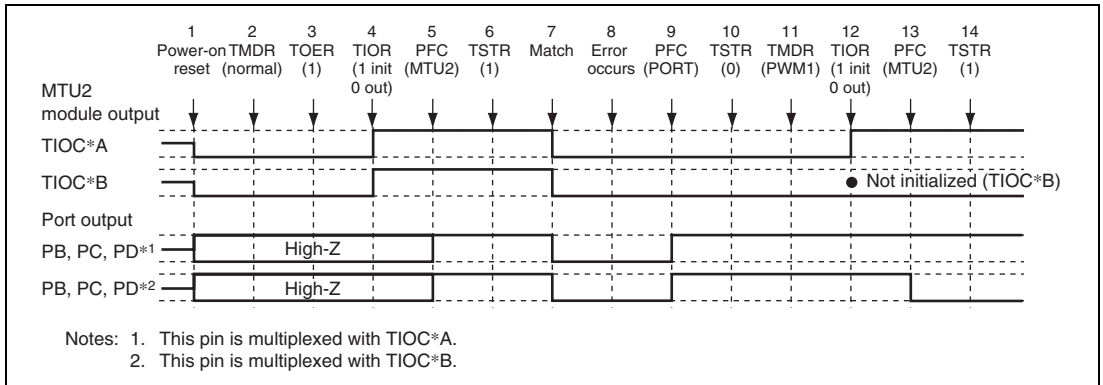 1 2 3 4 5 6 7 8 9 10 11 12 13 14
Power-on TMDR TOER TIOR PFC TSTR Match Error PFC TSTR TMDR TIOR PFC TSTR
reset (normal) (1) (1 init (MTU2) (1) occurs (PORT) (0) (PWM1) (1 init (MTU2) (1)
0 out) 0 out)
MTU2
module output
TIOC*A
TIOC*B
● Not initialized (TIOC*B)
Port output
PB, PC, PD*1 High-Z
PB, PC, PD*2 High-Z
Notes: 1. This pin is multiplexed with TIOC*A.
2. This pin is multiplexed with TIOC*B.